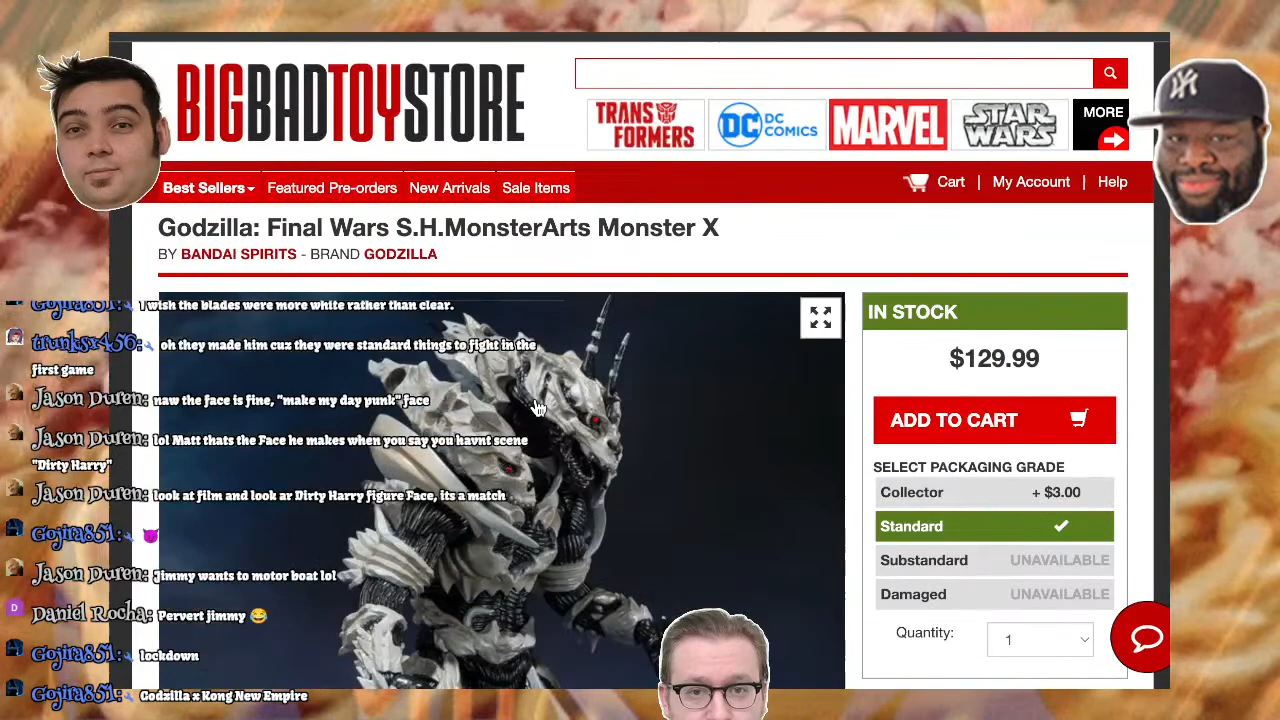 BIGBADTOYSTORE
TRANSFORMERS
DC DC COMICS
MARVEL
STAR WARS
MORE
Best Sellers Featured Pre-orders New Arrivals Sale Items
Cart | My Account | Help
Godzilla: Final Wars S.H.MonsterArts Monster X
BY BANDAI SPIRITS - BRAND GODZILLA
Gojira851: I wish the blades were more white rather than clear.
trunksx456: oh they made him cuz they were standard things to fight in the
first game
Jason Duren: naw the face is fine, "make my day punk" face
Jason Duren: lol Matt thats the Face he makes when you say you havnt scene
"Dirty Harry"
Jason Duren: look at film and look ar Dirty Harry figure Face, its a match
Gojira851: 😈
Jason Duren: Jimmy wants to motor boat lol
D Daniel Rocha: Pervert jimmy 😂
Gojira851: lockdown
Gojira851: Godzilla x Kong New Empire
IN STOCK
$129.99
ADD TO CART
SELECT PACKAGING GRADE
Collector + $3.00
Standard
Substandard UNAVAILABLE
Damaged UNAVAILABLE
Quantity: 1